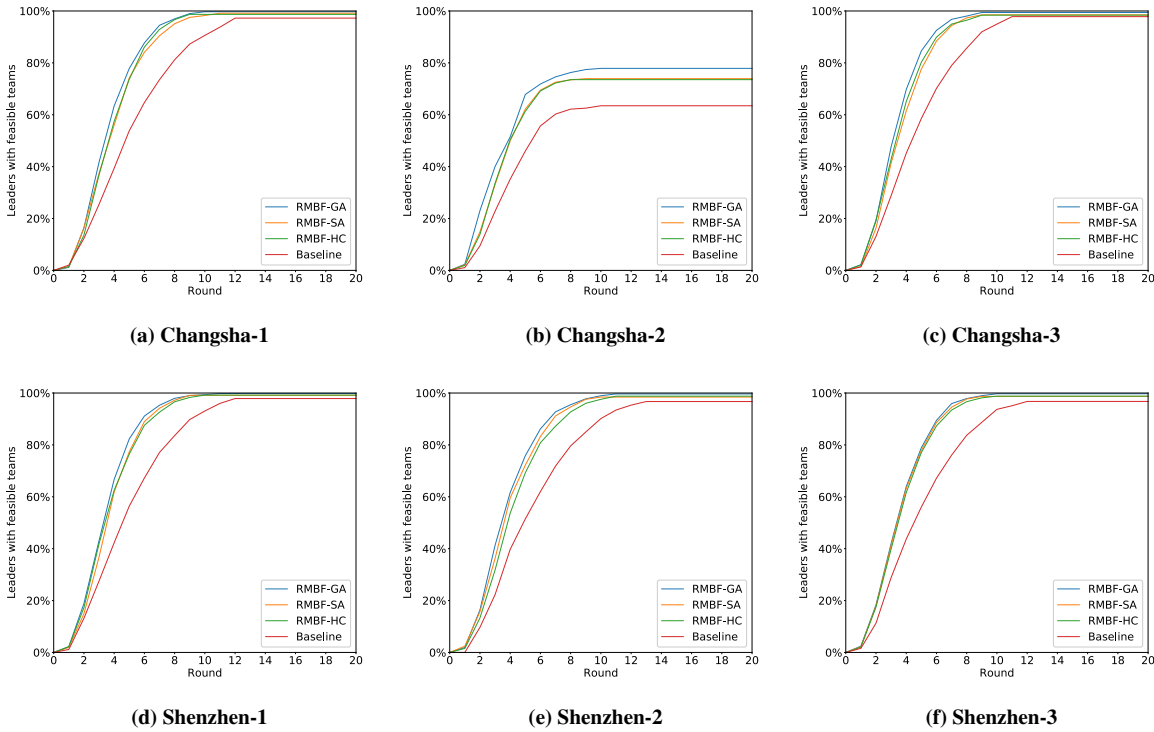 100%
80%
60%
40%
20%
0%
Leaders with feasible teams
RMBF-GA
RMBF-SA
RMBF-HC
Baseline
0 2 4 6 8 10 12 14 16 18 20
Round
(a) Changsha-1
100%
80%
60%
40%
20%
0%
Leaders with feasible teams
RMBF-GA
RMBF-SA
RMBF-HC
Baseline
0 2 4 6 8 10 12 14 16 18 20
Round
(b) Changsha-2
100%
80%
60%
40%
20%
0%
Leaders with feasible teams
RMBF-GA
RMBF-SA
RMBF-HC
Baseline
0 2 4 6 8 10 12 14 16 18 20
Round
(c) Changsha-3
100%
80%
60%
40%
20%
0%
Leaders with feasible teams
RMBF-GA
RMBF-SA
RMBF-HC
Baseline
0 2 4 6 8 10 12 14 16 18 20
Round
(d) Shenzhen-1
100%
80%
60%
40%
20%
0%
Leaders with feasible teams
RMBF-GA
RMBF-SA
RMBF-HC
Baseline
0 2 4 6 8 10 12 14 16 18 20
Round
(e) Shenzhen-2
100%
80%
60%
40%
20%
0%
Leaders with feasible teams
RMBF-GA
RMBF-SA
RMBF-HC
Baseline
0 2 4 6 8 10 12 14 16 18 20
Round
(f) Shenzhen-3